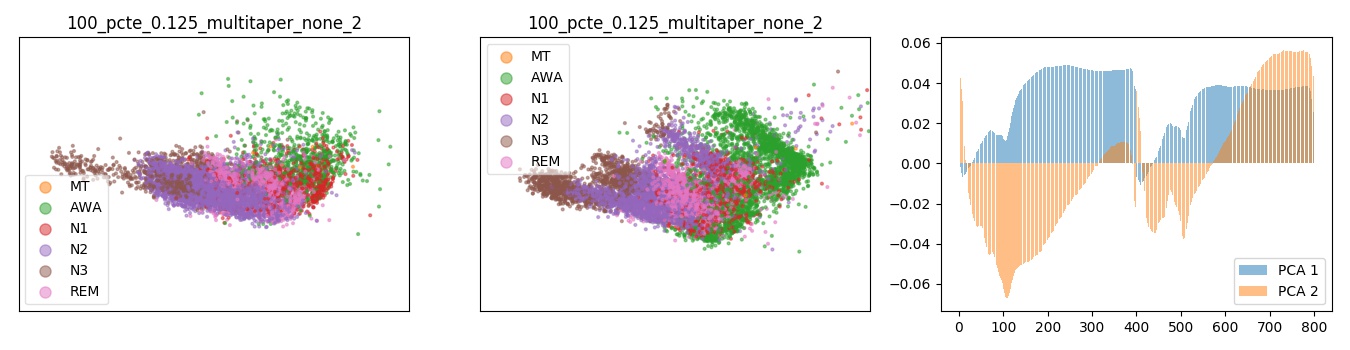 100_pcte_0.125_multitaper_none_2
MT
AWA
N1
N2
N3
REM
100_pcte_0.125_multitaper_none_2
MT
AWA
N1
N2
N3
REM
0.06
0.04
0.02
0.00
−0.02
−0.04
−0.06
PCA 1
PCA 2
0 100 200 300 400 500 600 700 800